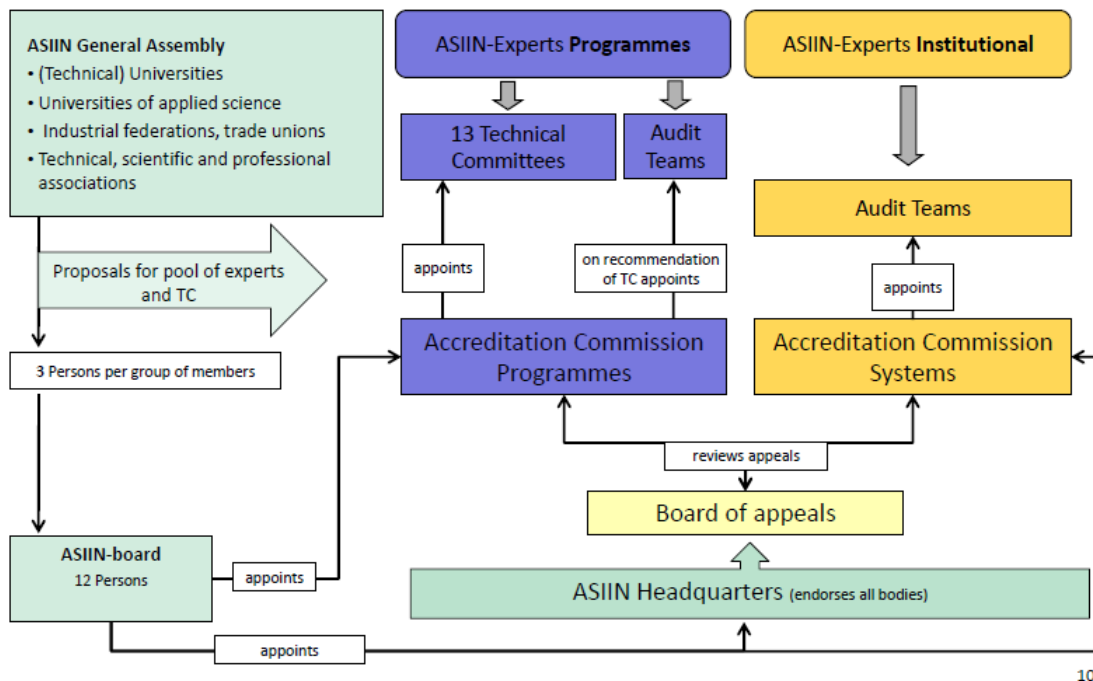 ASIIN General Assembly
• (Technical) Universities
• Universities of applied science
• Industrial federations, trade unions
• Technical, scientific and professional
associations
ASIIN-Experts Programmes
ASIIN-Experts Institutional
13 Technical
Committees
Audit
Teams
Audit Teams
Proposals for pool of experts
and TC
appoints
on recommendation
of TC appoints
appoints
3 Persons per group of members
Accreditation Commission
Programmes
Accreditation Commission
Systems
reviews appeals
Board of appeals
ASIIN-board
12 Persons
appoints
ASIIN Headquarters (endorses all bodies)
appoints
10